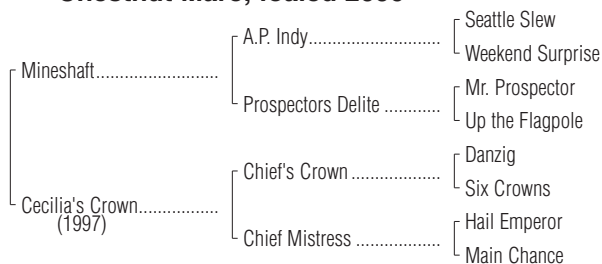 Seattle Slew
A.P. Indy
Weekend Surprise
Mineshaft
Mr. Prospector
Prospectors Delite
Up the Flagpole
Danzig
Chief's Crown
Six Crowns
Cecilia's Crown
(1997)
Hail Emperor
Chief Mistress
Main Chance